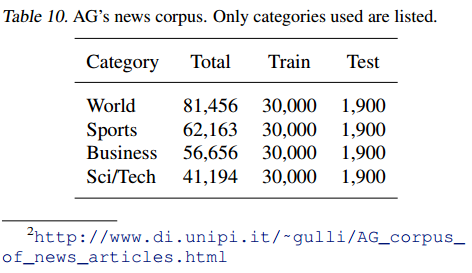 Table 10. AG's news corpus. Only categories used are listed.
Category Total Train Test
World 81,456 30,000 1,900
Sports 62,163 30,000 1,900
Business 56,656 30,000 1,900
Sci/Tech 41,194 30,000 1,900
2http://www.di.unipi.it/~gulli/AG_corpus_
of_news_articles.html